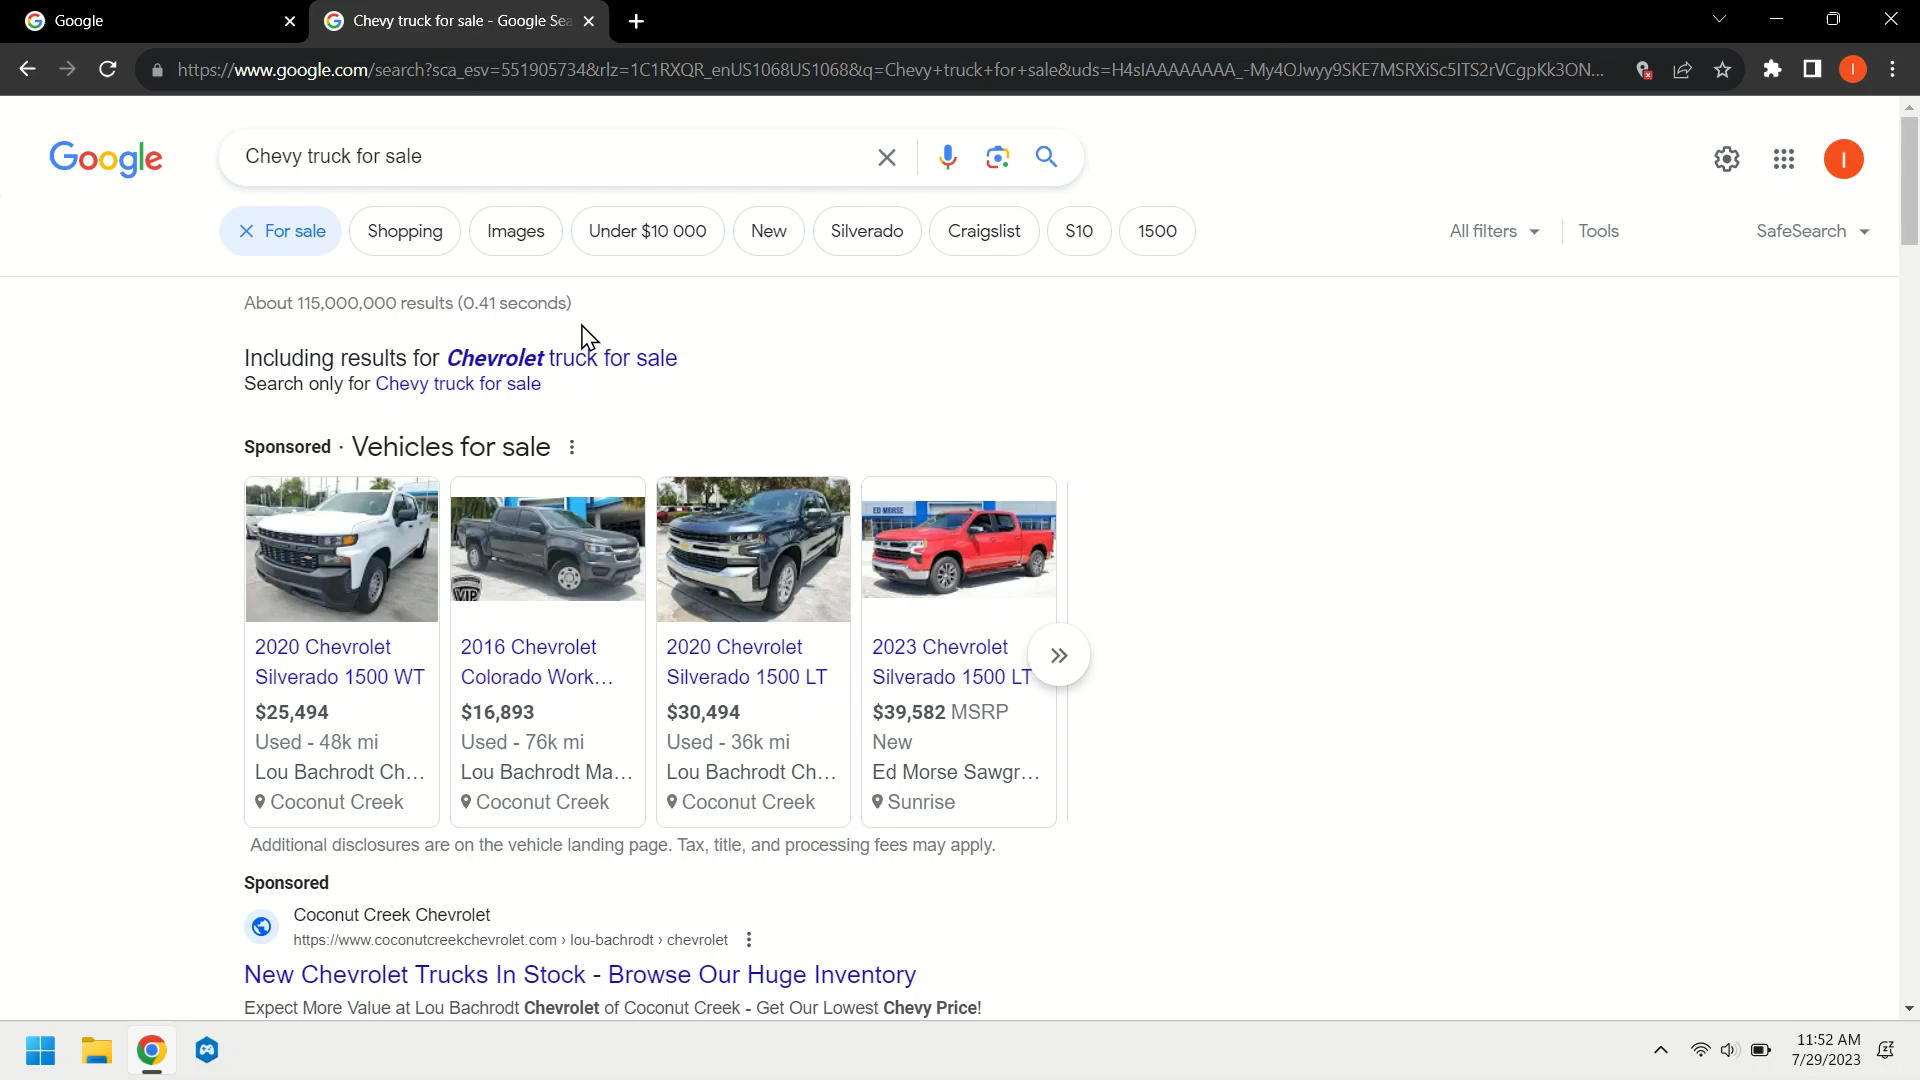 Google
Chevy truck for sale - Google Sea
https://www.google.com/search?sca_esv=551905734&rlz=1C1RXQR_enUS1068US1068&q=Chevy+truck+for+sale&uds=H4sIAAAAAAAA_-My4OJwyy9SKE7MSRXiSc5ITS2rVCgpKk3ON...
I
Google
Chevy truck for sale
I
For sale
Shopping
Images
Under $10 000
New
Silverado
Craigslist
S10
1500
All filters
Tools
SafeSearch
About 115,000,000 results (0.41 seconds)
Including results for Chevrolet truck for sale
Search only for Chevy truck for sale
Sponsored · Vehicles for sale
VIP
ED MORSE
2020 Chevrolet
Silverado 1500 WT
$25,494
Used - 48k mi
Lou Bachrodt Ch...
Coconut Creek
2016 Chevrolet
Colorado Work...
$16,893
Used - 76k mi
Lou Bachrodt Ma...
Coconut Creek
2020 Chevrolet
Silverado 1500 LT
$30,494
Used - 36k mi
Lou Bachrodt Ch...
Coconut Creek
2023 Chevrolet
Silverado 1500 LT
$39,582 MSRP
New
Ed Morse Sawgr...
Sunrise
Additional disclosures are on the vehicle landing page. Tax, title, and processing fees may apply.
Sponsored
Coconut Creek Chevrolet
https://www.coconutcreekchevrolet.com › lou-bachrodt › chevrolet
New Chevrolet Trucks In Stock - Browse Our Huge Inventory
Expect More Value at Lou Bachrodt Chevrolet of Coconut Creek - Get Our Lowest Chevy Price!
11:52 AM
7/29/2023